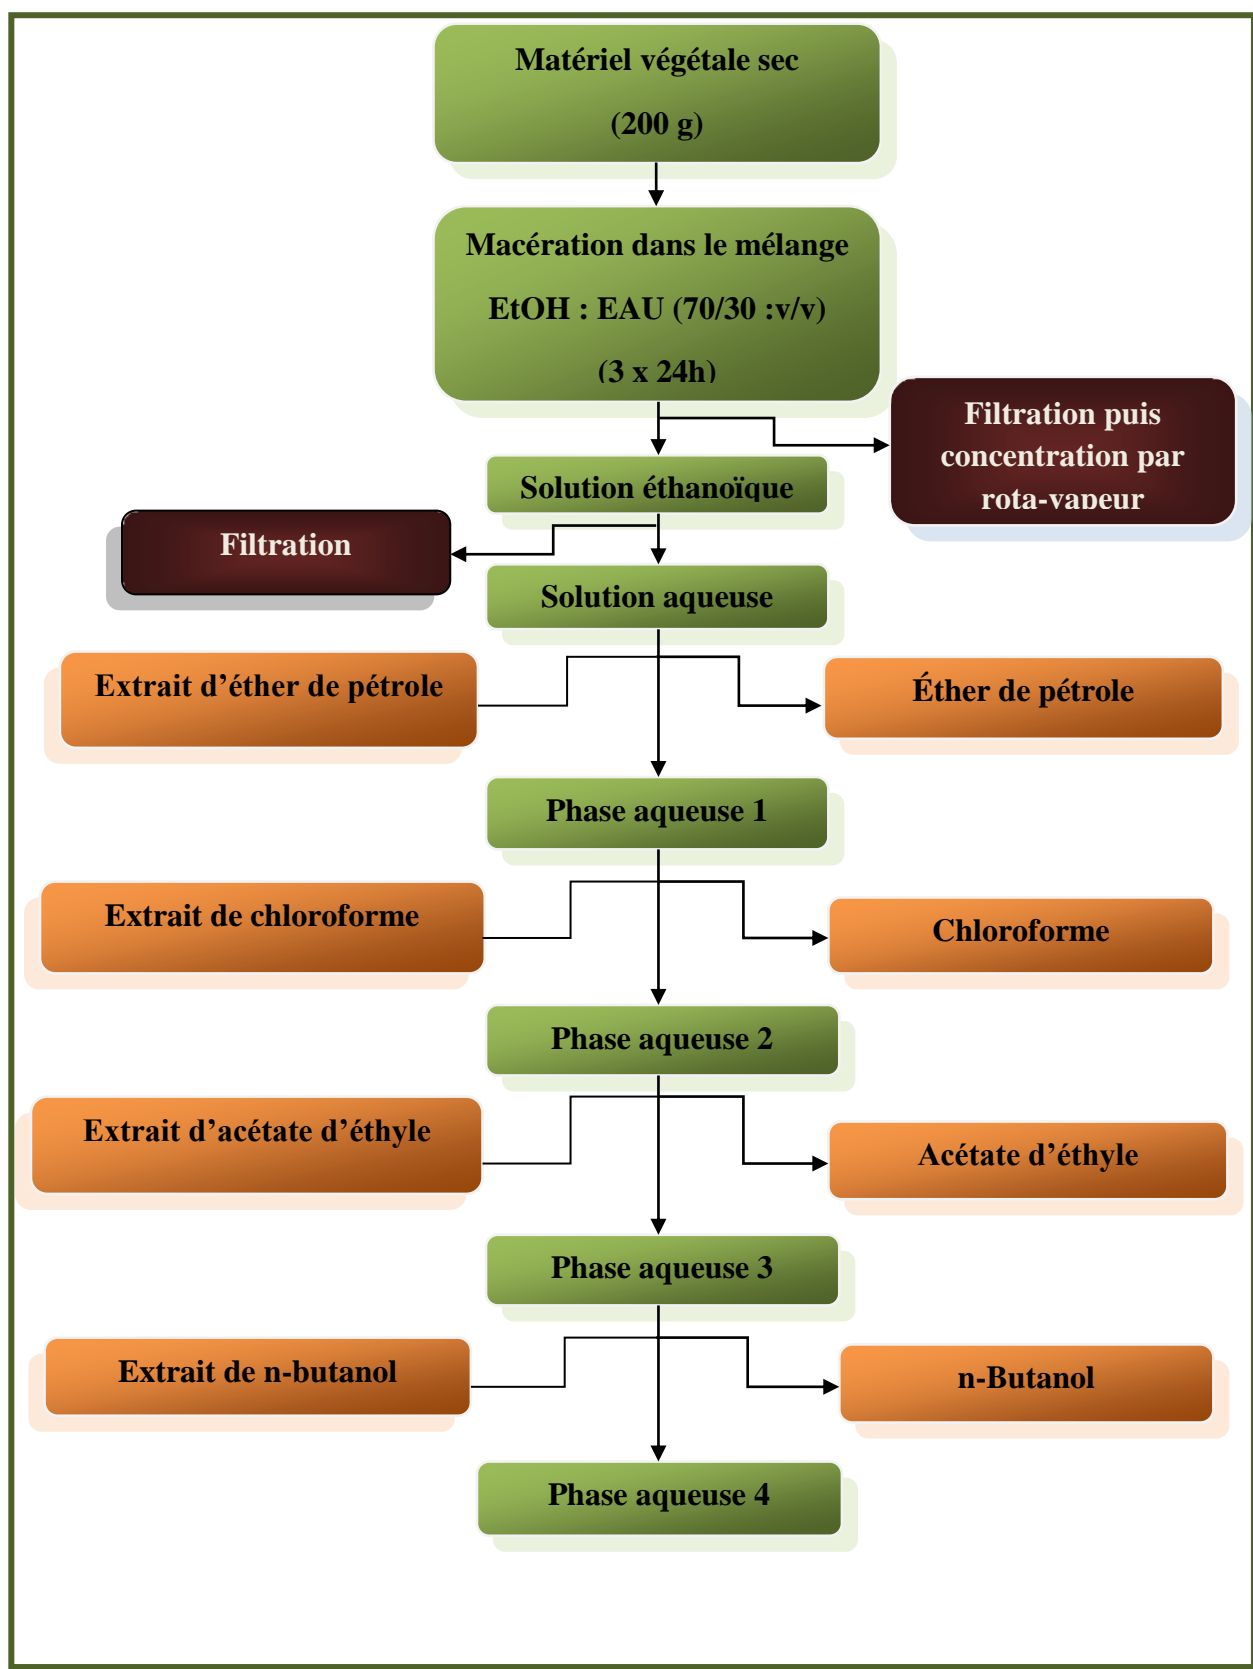 Matériel végétale sec
(200 g)
Macération dans le mélange
EtOH : EAU (70/30 :v/v)
(3 x 24h)
Filtration puis
concentration par
rota-vapeur
Solution éthanoïque
Filtration
Solution aqueuse
Extrait d’éther de pétrole
Éther de pétrole
Phase aqueuse 1
Extrait de chloroforme
Chloroforme
Phase aqueuse 2
Extrait d’acétate d’éthyle
Acétate d’éthyle
Phase aqueuse 3
Extrait de n-butanol
n-Butanol
Phase aqueuse 4